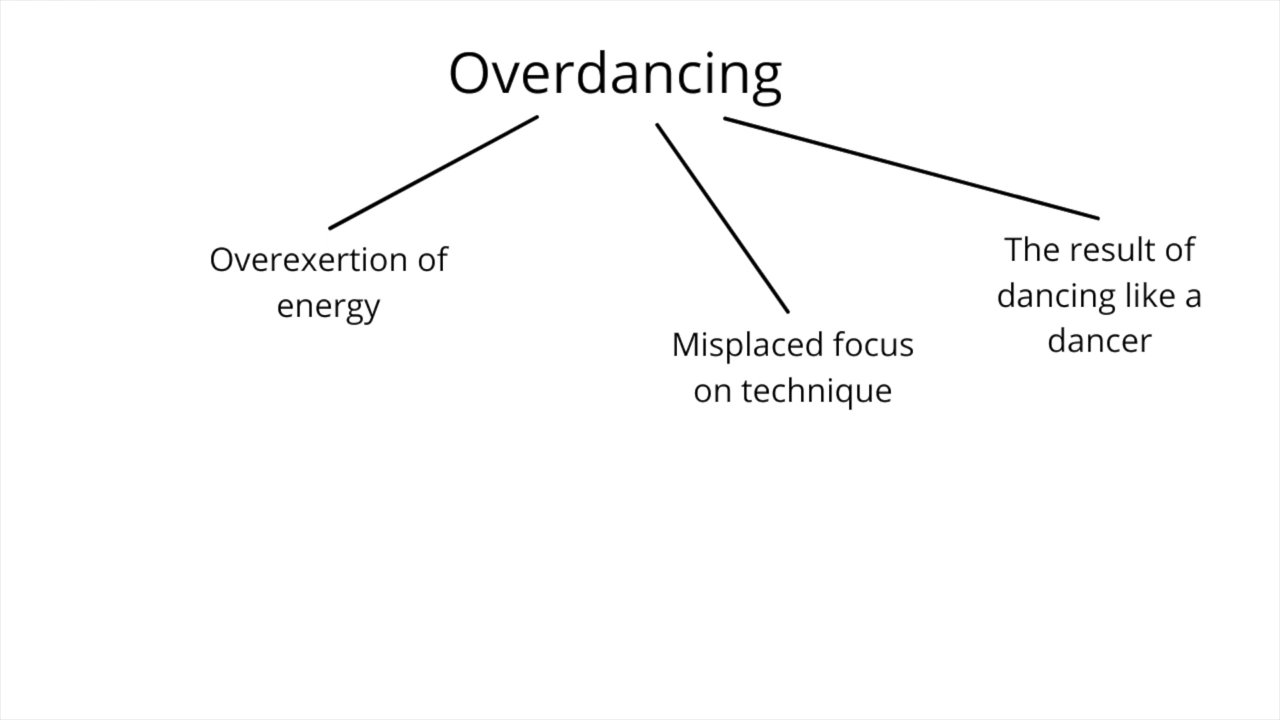 Overdancing
Overexertion of
energy
Misplaced focus
on technique
The result of
dancing like a
dancer